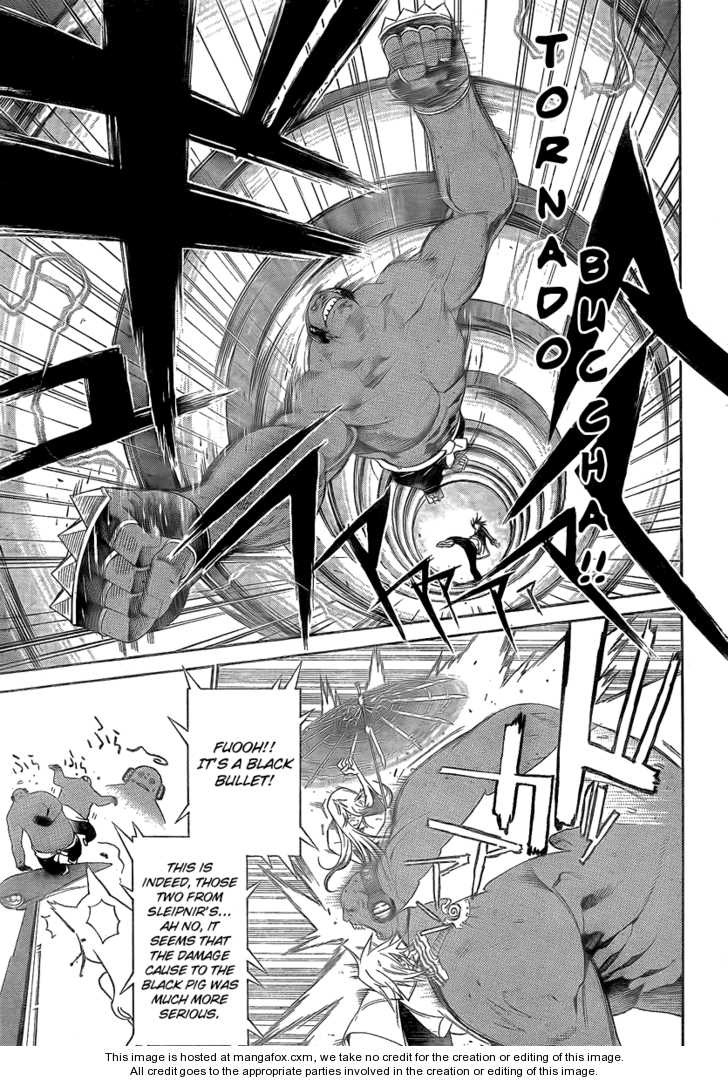 TORNADO
BUCCHA!!
FUOOH!!
IT'S A BLACK
BULLET!
THIS IS
INDEED, THOSE
TWO FROM
SLEIPNIR'S...
AH NO, IT
SEEMS THAT
THE DAMAGE
CAUSE TO THE
BLACK PIG WAS
MUCH MORE
SERIOUS.
This image is hosted at mangafox.cxm, we take no credit for the creation or editing of this image.
All credit goes to the appropriate parties involved in the creation or editing of this image.